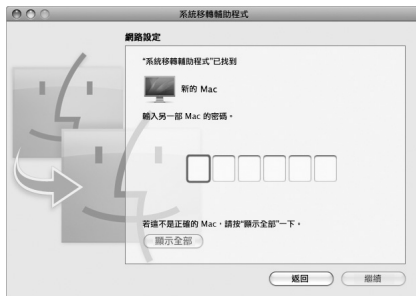 系統移轉輔助程式
網路設定
“系統移轉輔助程式”已找到
新的 Mac
輸入另一部 Mac 的密碼。
若這不是正確的 Mac，請按“顯示全部”一下。
顯示全部
返回
繼續